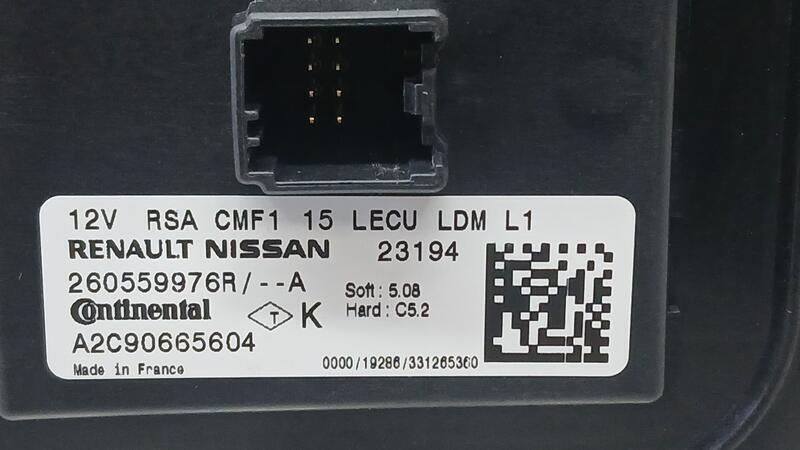 12V RSA CMF1 15 LECU LDM L1
RENAULT NISSAN 23194
260559976R/--A
Soft : 5.08
Continental T K Hard : C5.2
A2C90665604
Made in France 0000/19286/331265360